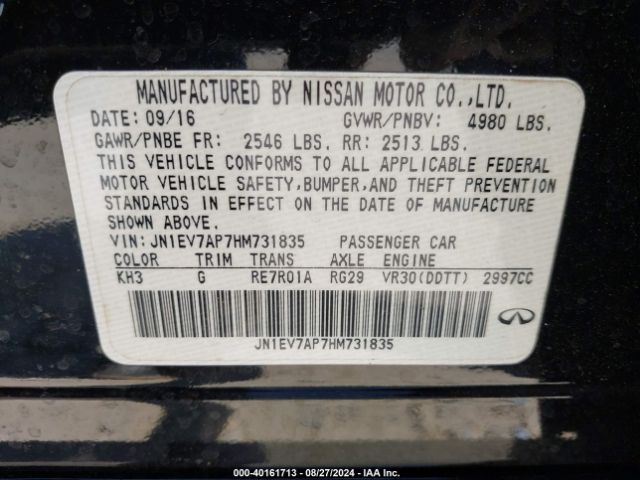 MANUFACTURED BY NISSAN MOTOR CO.,LTD.
DATE: 09/16 GVWR/PNBV: 4980 LBS.
GAWR/PNBE FR: 2546 LBS. RR: 2513 LBS.
THIS VEHICLE CONFORMS TO ALL APPLICABLE FEDERAL
MOTOR VEHICLE SAFETY,BUMPER,AND THEFT PREVENTION
STANDARDS IN EFFECT ON THE DATE OF MANUFACTURE
SHOWN ABOVE.
VIN: JN1EV7AP7HM731835 PASSENGER CAR
COLOR TRIM TRANS AXLE ENGINE
KH3 G RE7R01A RG29 VR30(DDTT) 2997CC
JN1EV7AP7HM731835
INFINITI
000-40161713 - 08/27/2024 - IAA Inc.